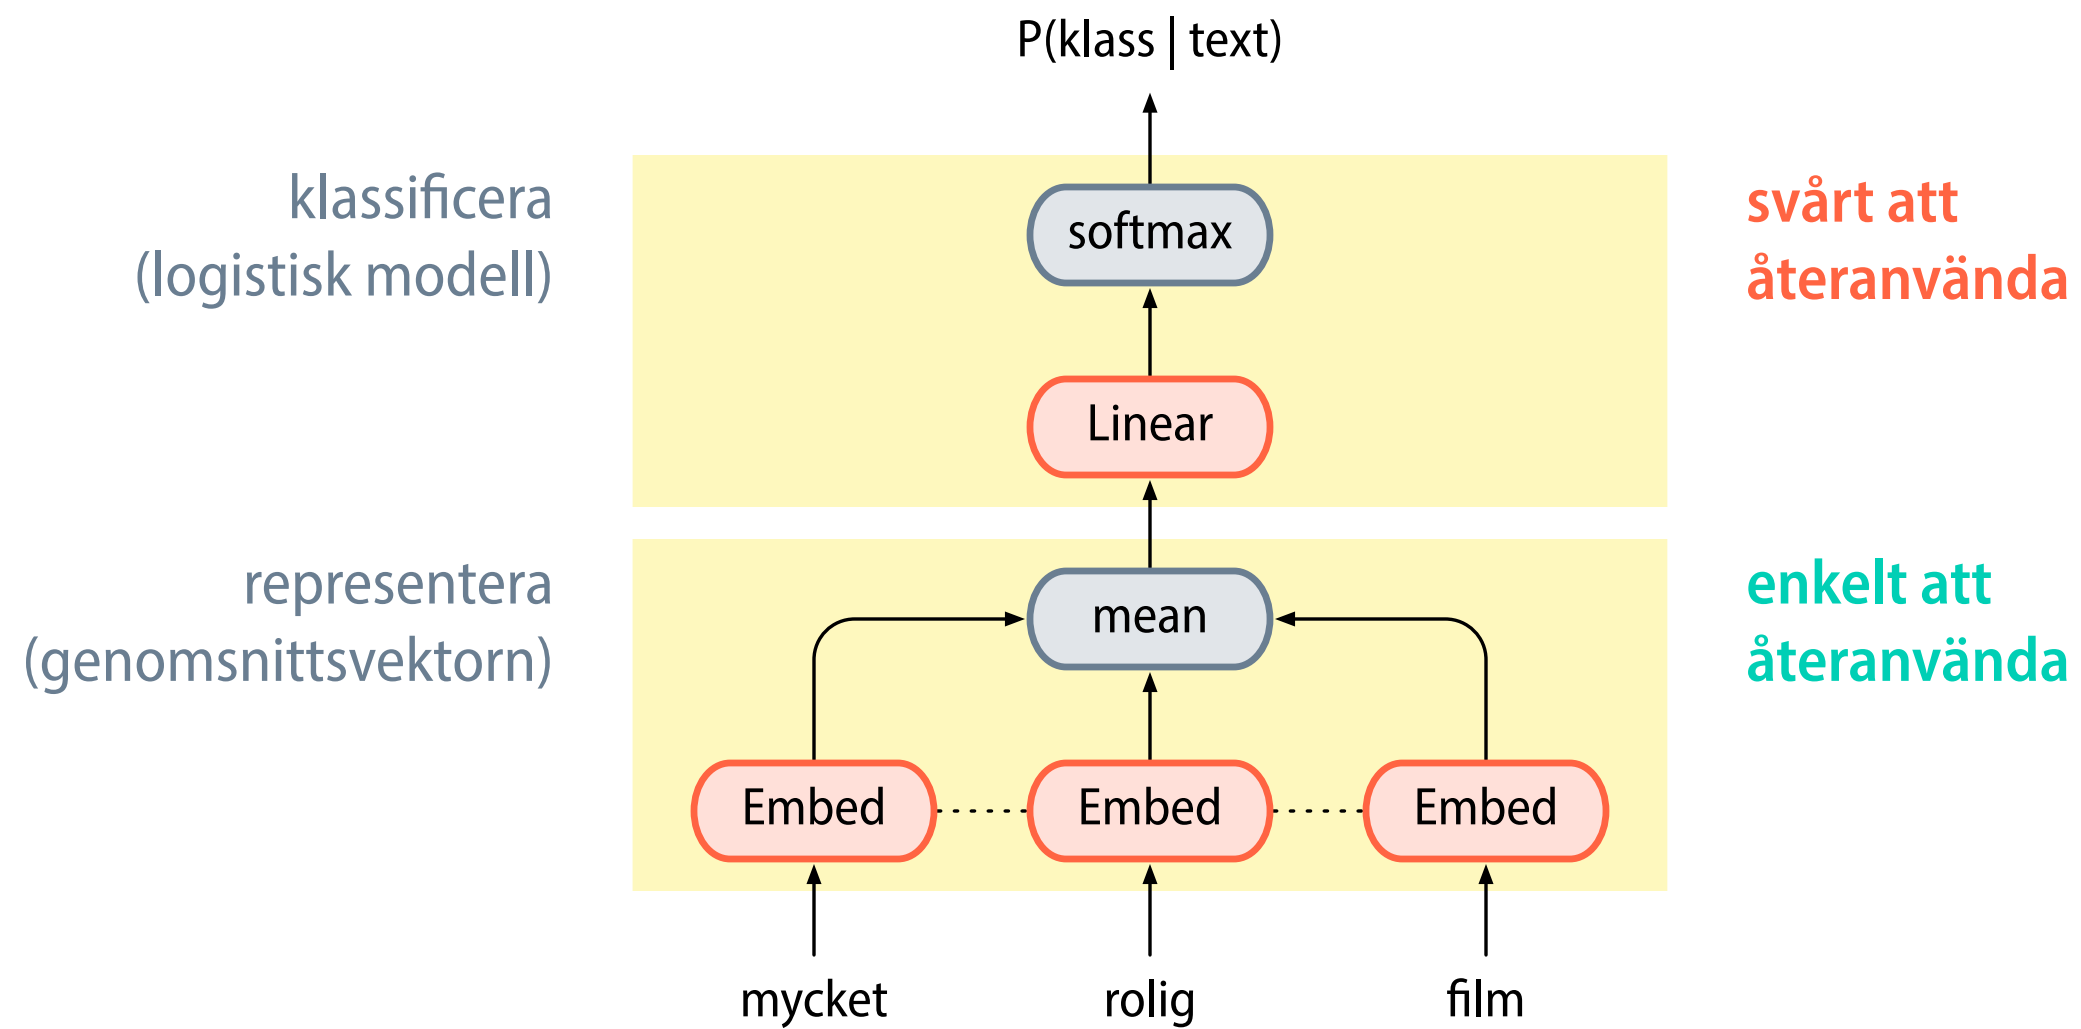 P(klass | text)
klassificera
(logistisk modell)
softmax
svårt att
återanvända
Linear
representera
(genomsnittsvektorn)
mean
enkelt att
återanvända
Embed
Embed
Embed
mycket
rolig
film